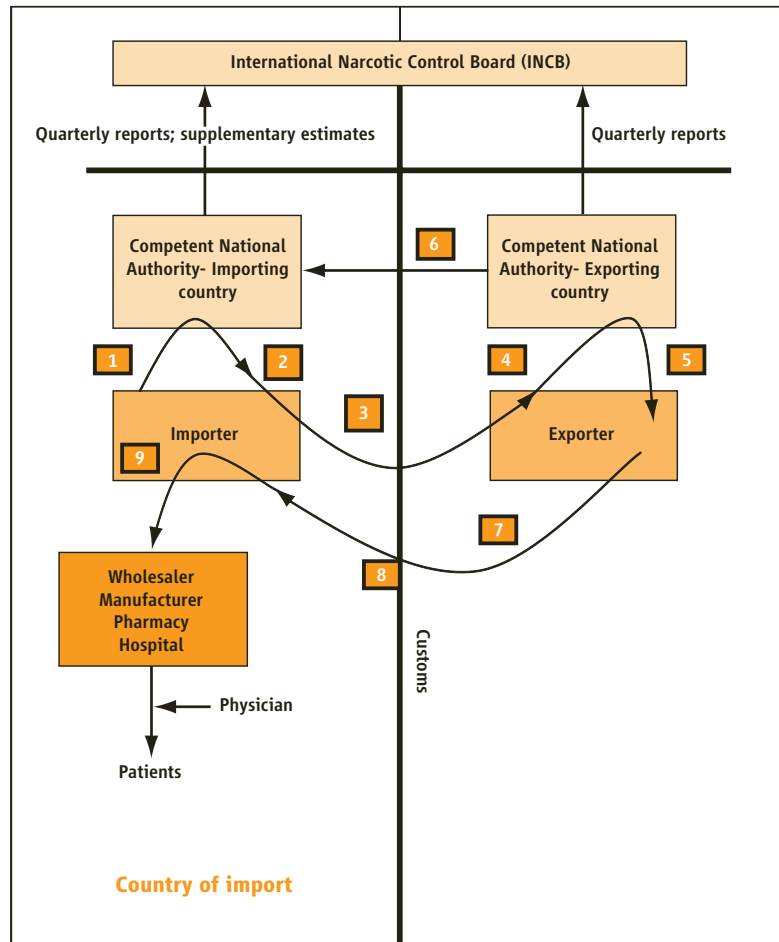 International Narcotic Control Board (INCB)
Quarterly reports; supplementary estimates
Quarterly reports
Competent National
Authority- Importing
country
6
Competent National
Authority- Exporting
country
1
2
4
5
3
Importer
Exporter
9
7
8
Wholesaler
Manufacturer
Pharmacy
Hospital
Customs
Physician
Patients
Country of import